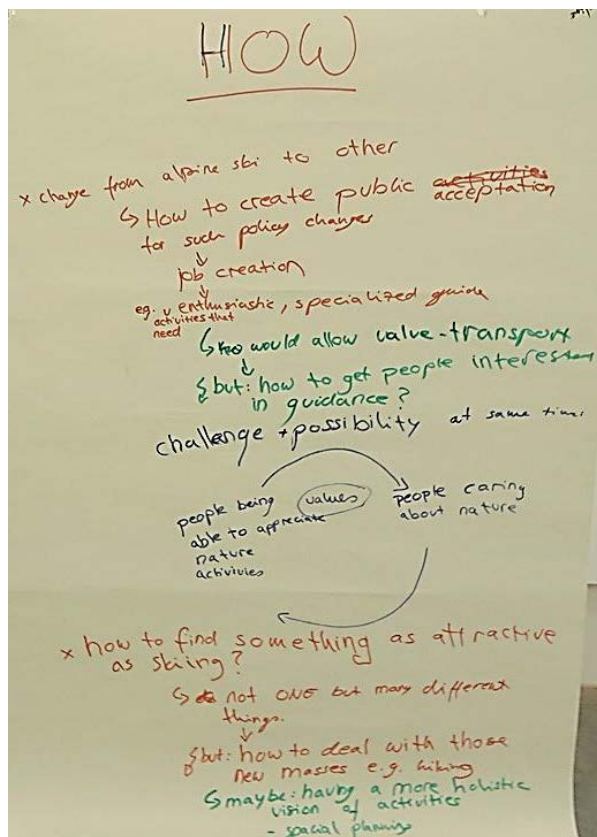 HOW
x change from alpine ski to other
↳ How to create public activities acceptation
for such policy changes
↓
job creation
↓
eg. activities that need enthusiastic, specialized guide
↳ would allow value-transport
↓
but: how to get people interested
in guidance?
challenge + possibility at same time
people being able to appreciate nature activivies
values
people caring
about nature
x how to find something as attractive
as skiing?
↳ not ONE but many different
things.
↓
but: how to deal with those
new masses e.g. hiking
↳ maybe: having a more holistic
vision of activities
- spacial planning